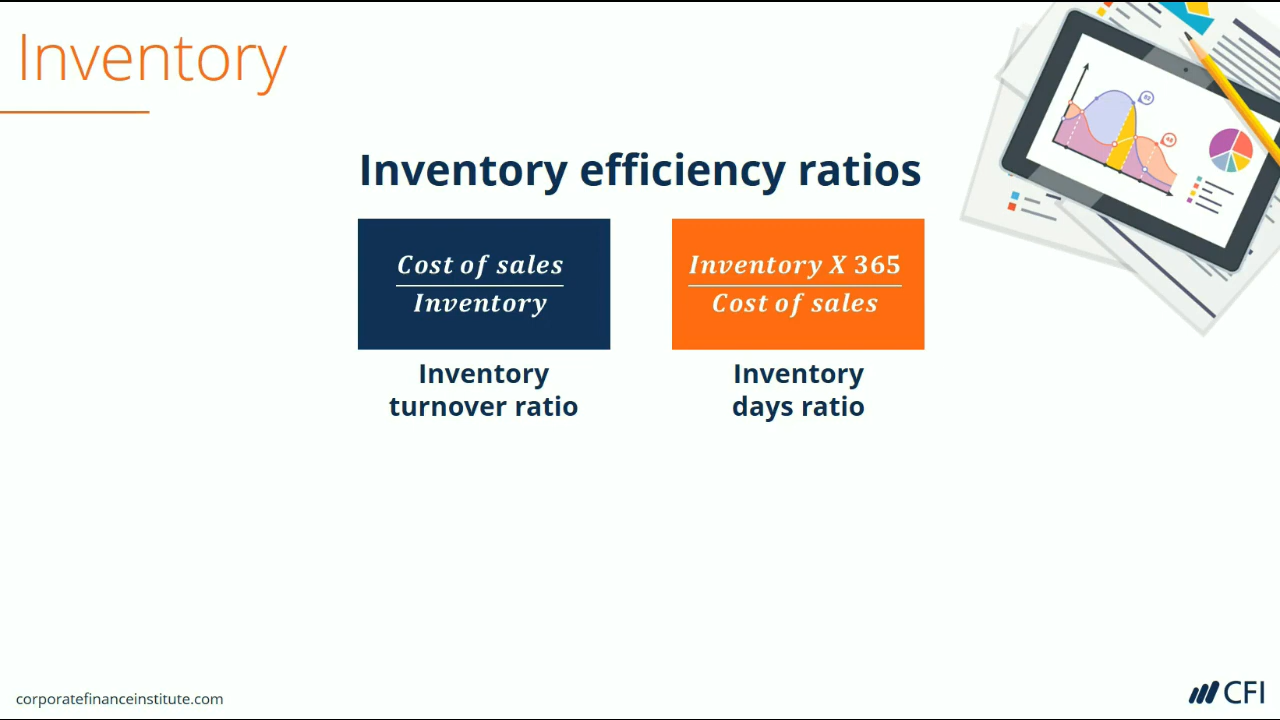 Inventory
Inventory efficiency ratios
Cost of sales
Inventory
Inventory
turnover ratio
Inventory X 365
Cost of sales
Inventory
days ratio
corporatefinanceinstitute.com
CFI